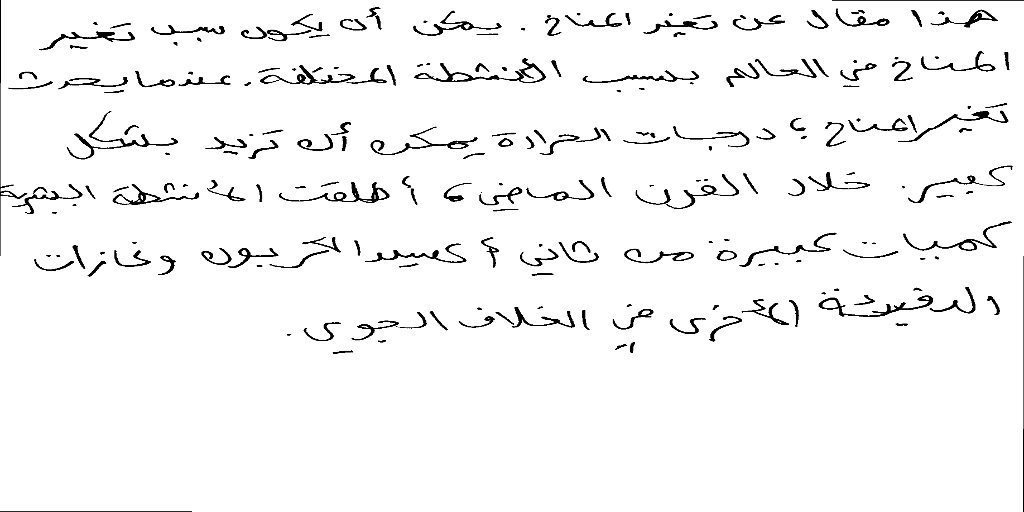 هذا مقال عن تغير المناخ. يمكن أن يكون سبب تغير
المناخ في العالم بسبب الأنشطة المختلفة. عندما يحدث
تغير المناخ؛ درجات الحرارة يمكن أن تزيد بشكل
كبير. خلال القرن الماضي، أطلقت الأنشطة البشرية
كميات كبيرة من ثاني أكسيد الكربون وغازات
الدفيئة الأخرى في الغلاف الجوي.